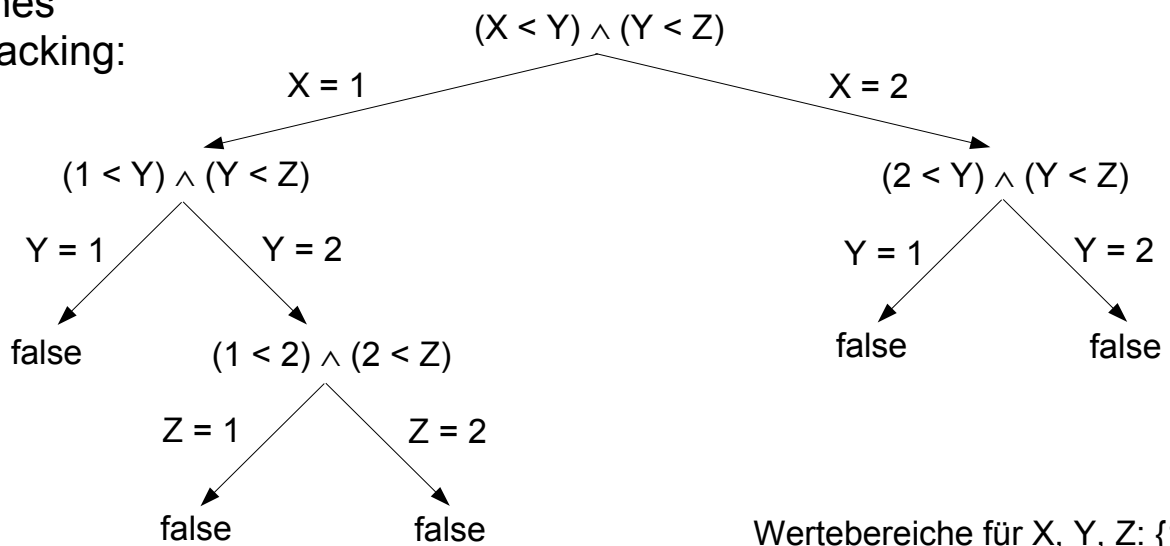 acking:
(X < Y) ∧ (Y < Z)
X = 1 X = 2
(1 < Y) ∧ (Y < Z) (2 < Y) ∧ (Y < Z)
Y = 1 Y = 2 Y = 1 Y = 2
false (1 < 2) ∧ (2 < Z) false false
Z = 1 Z = 2
false false
Wertebereiche für X, Y, Z: {